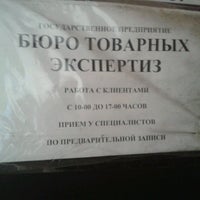 ГОСУДАРСТВЕННОЕ ПРЕДПРИЯТИЕ
БЮРО ТОВАРНЫХ
ЭКСПЕРТИЗ
РАБОТА С КЛИЕНТАМИ
С 10-00 ДО 17-00 ЧАСОВ
ПРИЕМ У СПЕЦИАЛИСТОВ
ПО ПРЕДВАРИТЕЛЬНОЙ ЗАПИСИ